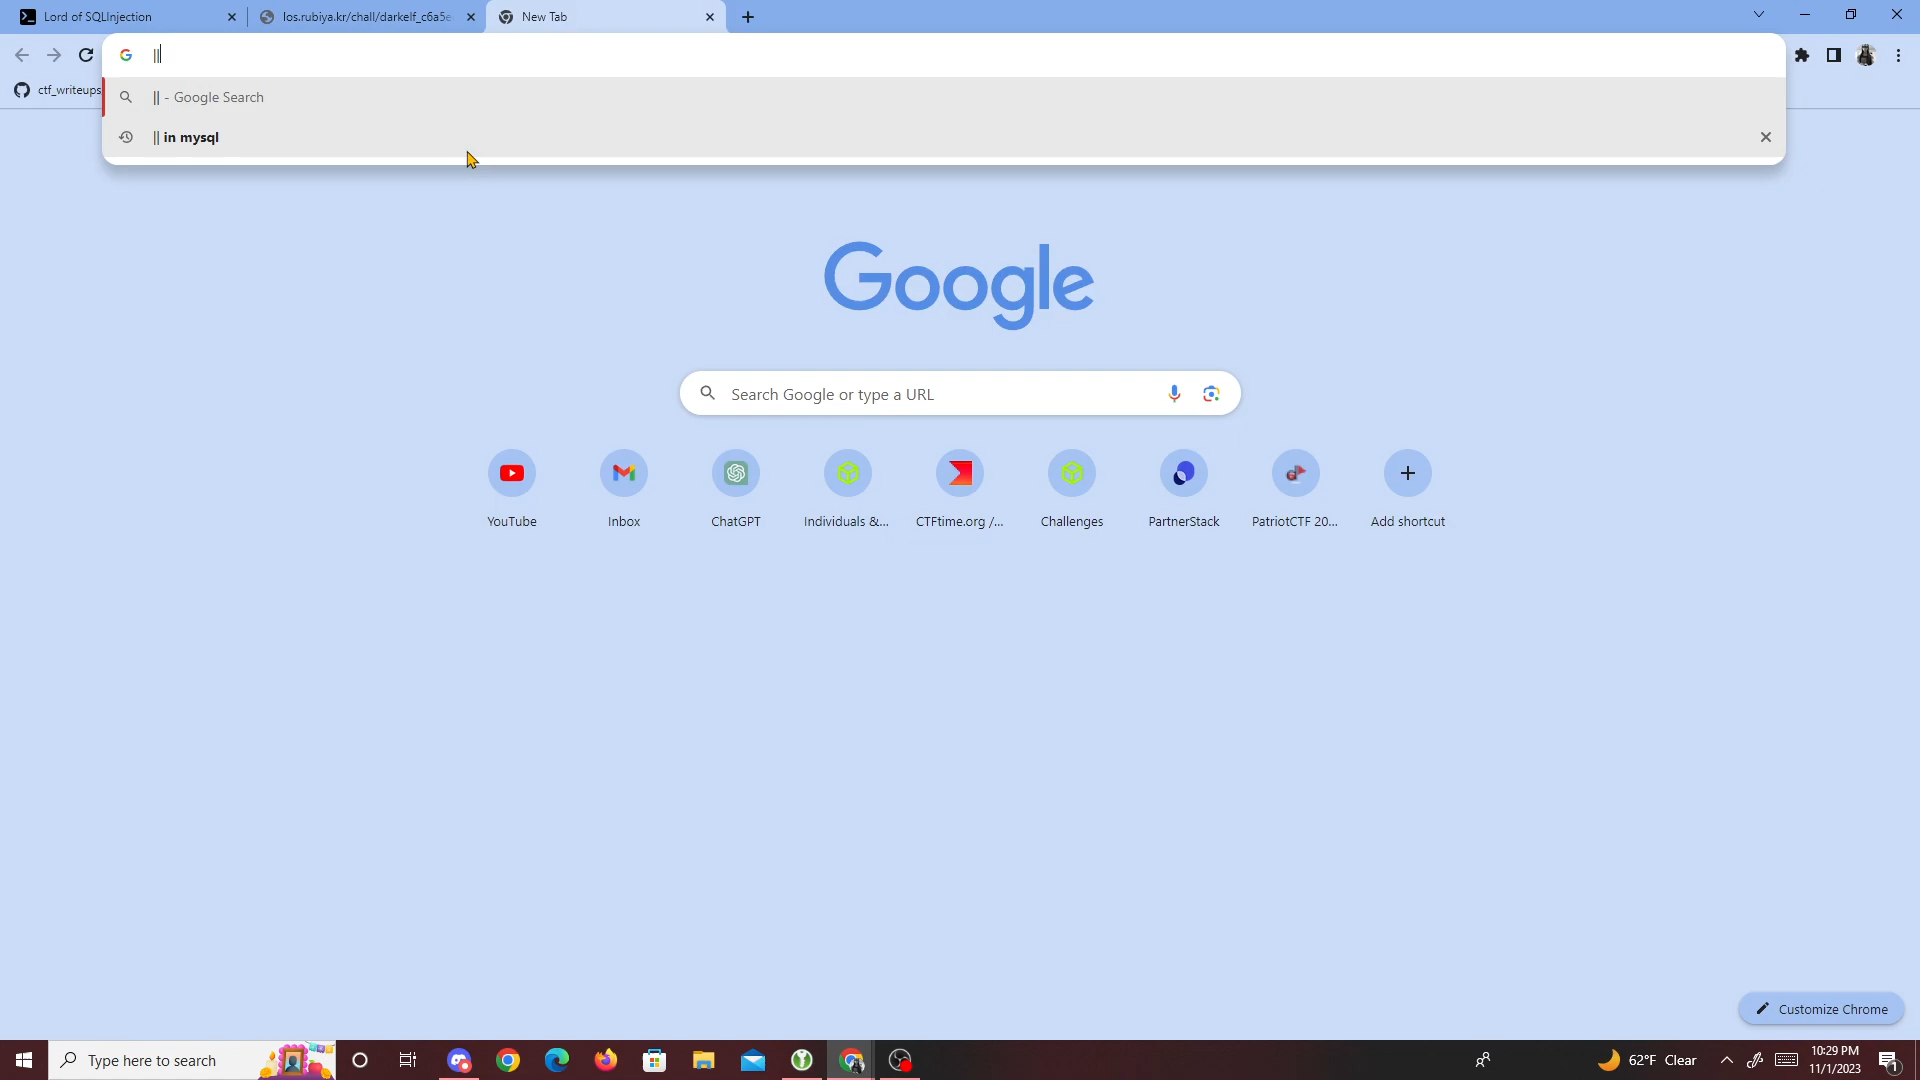 Lord of SQLInjection
los.rubiya.kr/chall/darkelf_c6a5e
New Tab
||
ctf_writeups
|| - Google Search
|| in mysql
Google
Search Google or type a URL
YouTube
Inbox
ChatGPT
Individuals &...
CTFtime.org /...
Challenges
PartnerStack
PatriotCTF 20...
Add shortcut
Customize Chrome
Type here to search
62°F Clear
10:29 PM
11/1/2023
1